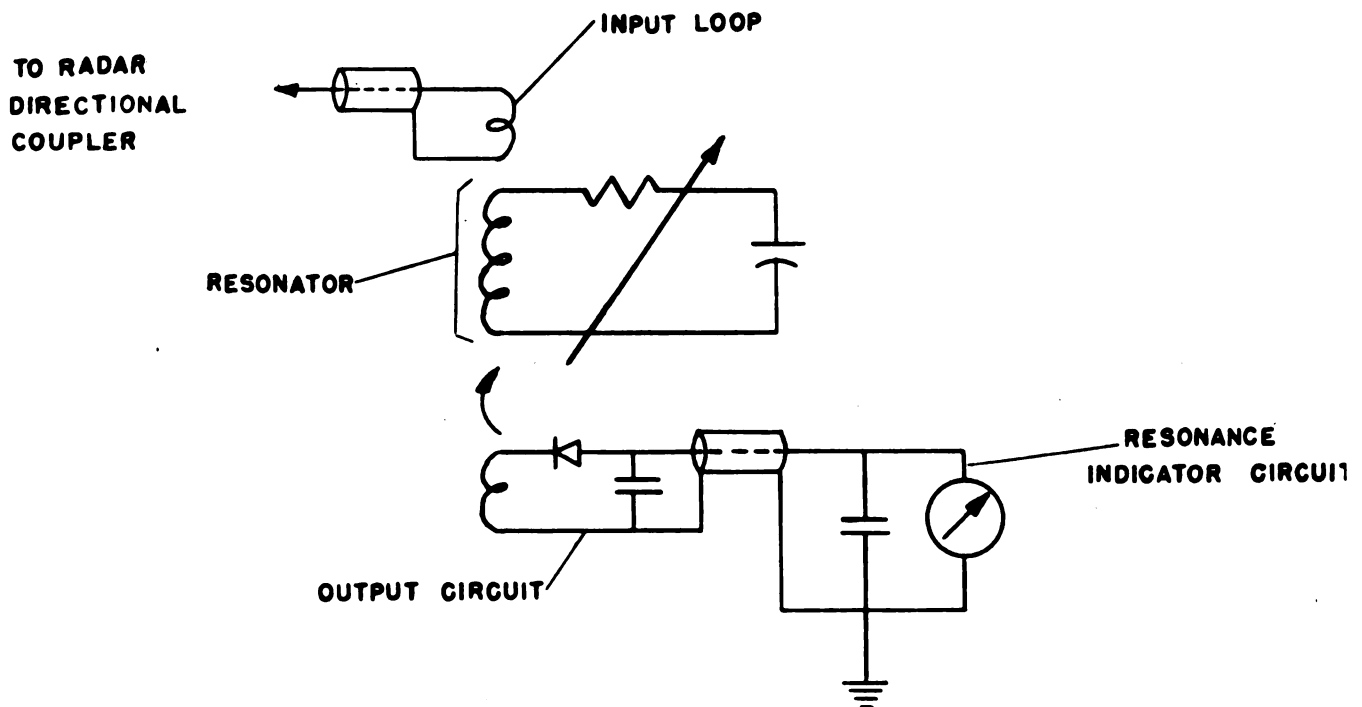 INPUT LOOP
TO RADAR
DIRECTIONAL
COUPLER
RESONATOR
RESONANCE
INDICATOR CIRCUIT
OUTPUT CIRCUIT